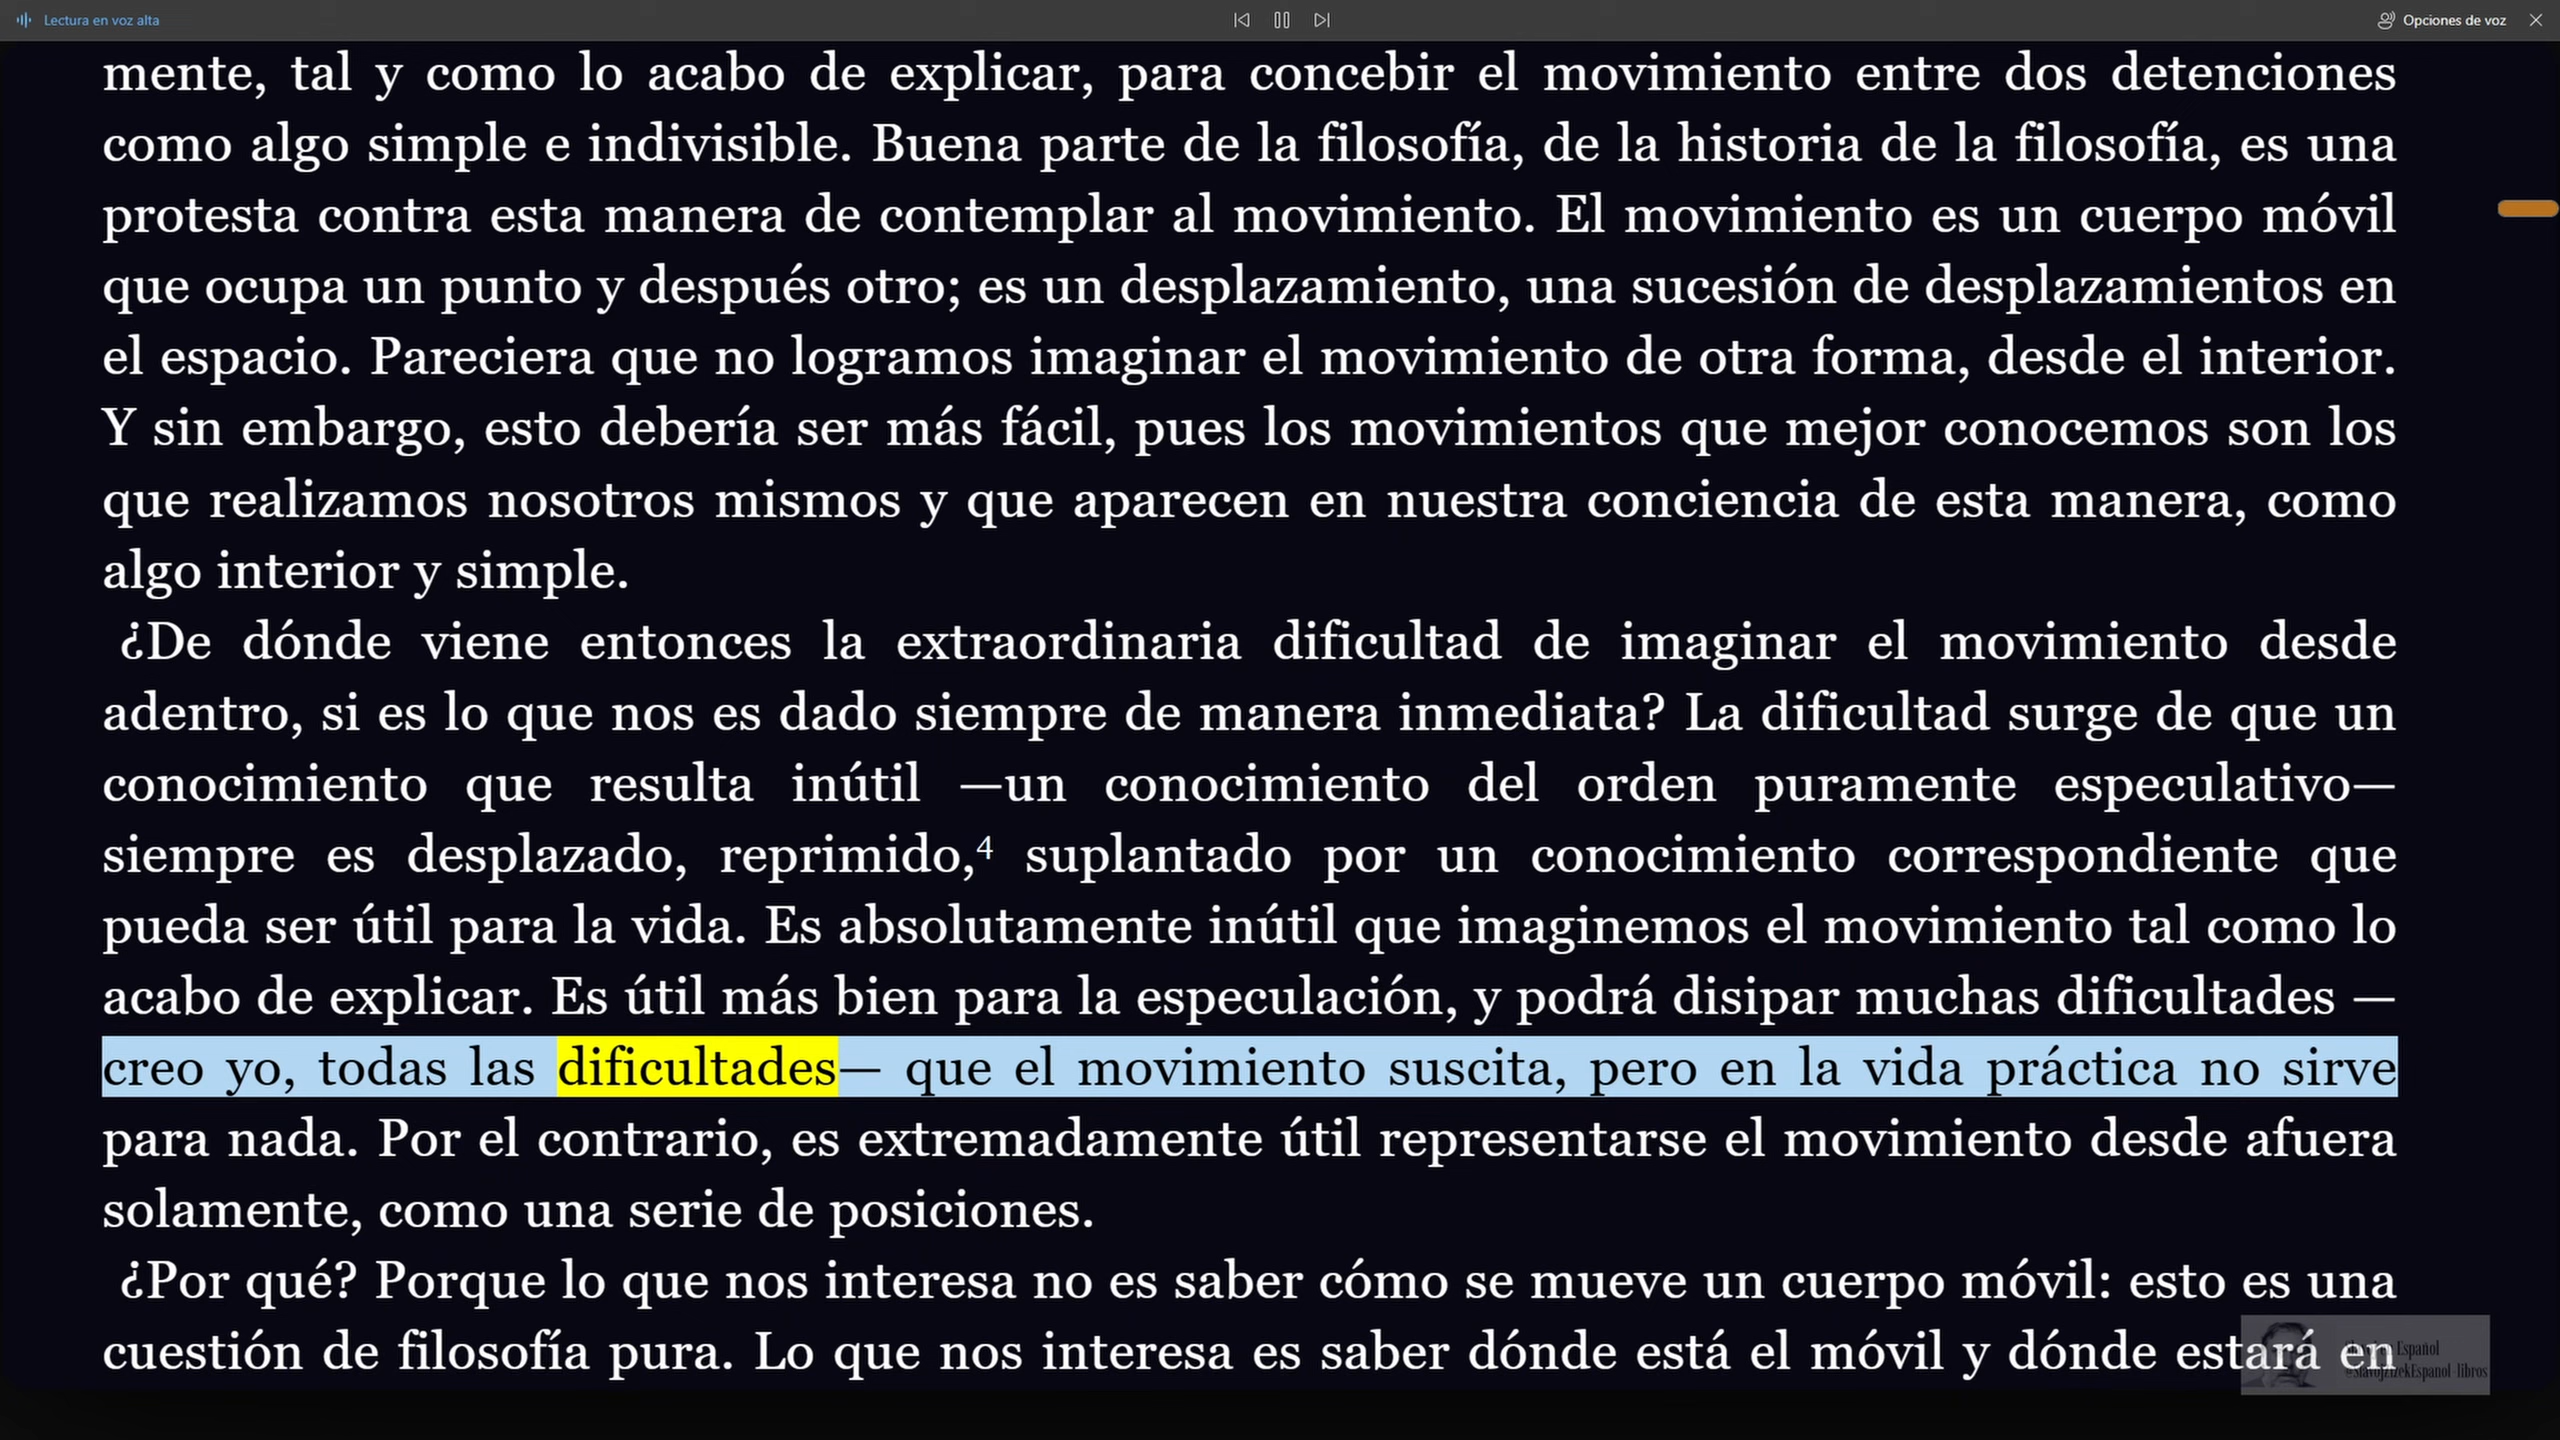 Lectura en voz alta
Opciones de voz
mente, tal y como lo acabo de explicar, para concebir el movimiento entre dos detenciones
como algo simple e indivisible. Buena parte de la filosofía, de la historia de la filosofía, es una
protesta contra esta manera de contemplar al movimiento. El movimiento es un cuerpo móvil
que ocupa un punto y después otro; es un desplazamiento, una sucesión de desplazamientos en
el espacio. Pareciera que no logramos imaginar el movimiento de otra forma, desde el interior.
Y sin embargo, esto debería ser más fácil, pues los movimientos que mejor conocemos son los
que realizamos nosotros mismos y que aparecen en nuestra conciencia de esta manera, como
algo interior y simple.
¿De dónde viene entonces la extraordinaria dificultad de imaginar el movimiento desde
adentro, si es lo que nos es dado siempre de manera inmediata? La dificultad surge de que un
conocimiento que resulta inútil —un conocimiento del orden puramente especulativo—
siempre es desplazado, reprimido,⁴ suplantado por un conocimiento correspondiente que
pueda ser útil para la vida. Es absolutamente inútil que imaginemos el movimiento tal como lo
acabo de explicar. Es útil más bien para la especulación, y podrá disipar muchas dificultades —
creo yo, todas las dificultades— que el movimiento suscita, pero en la vida práctica no sirve
para nada. Por el contrario, es extremadamente útil representarse el movimiento desde afuera
solamente, como una serie de posiciones.
¿Por qué? Porque lo que nos interesa no es saber cómo se mueve un cuerpo móvil: esto es una
cuestión de filosofía pura. Lo que nos interesa es saber dónde está el móvil y dónde estará en
Español
@SlavojZizekEspanol-libros